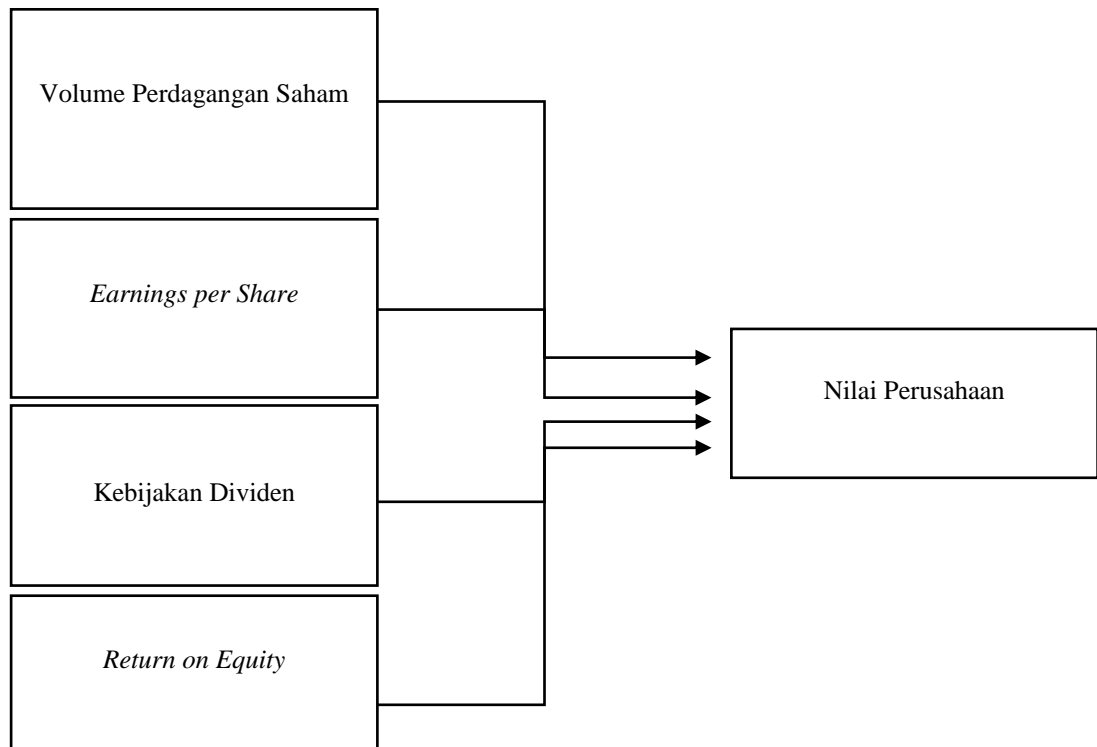 Volume Perdagangan Saham
Earnings per Share
Nilai Perusahaan
Kebijakan Dividen
Return on Equity